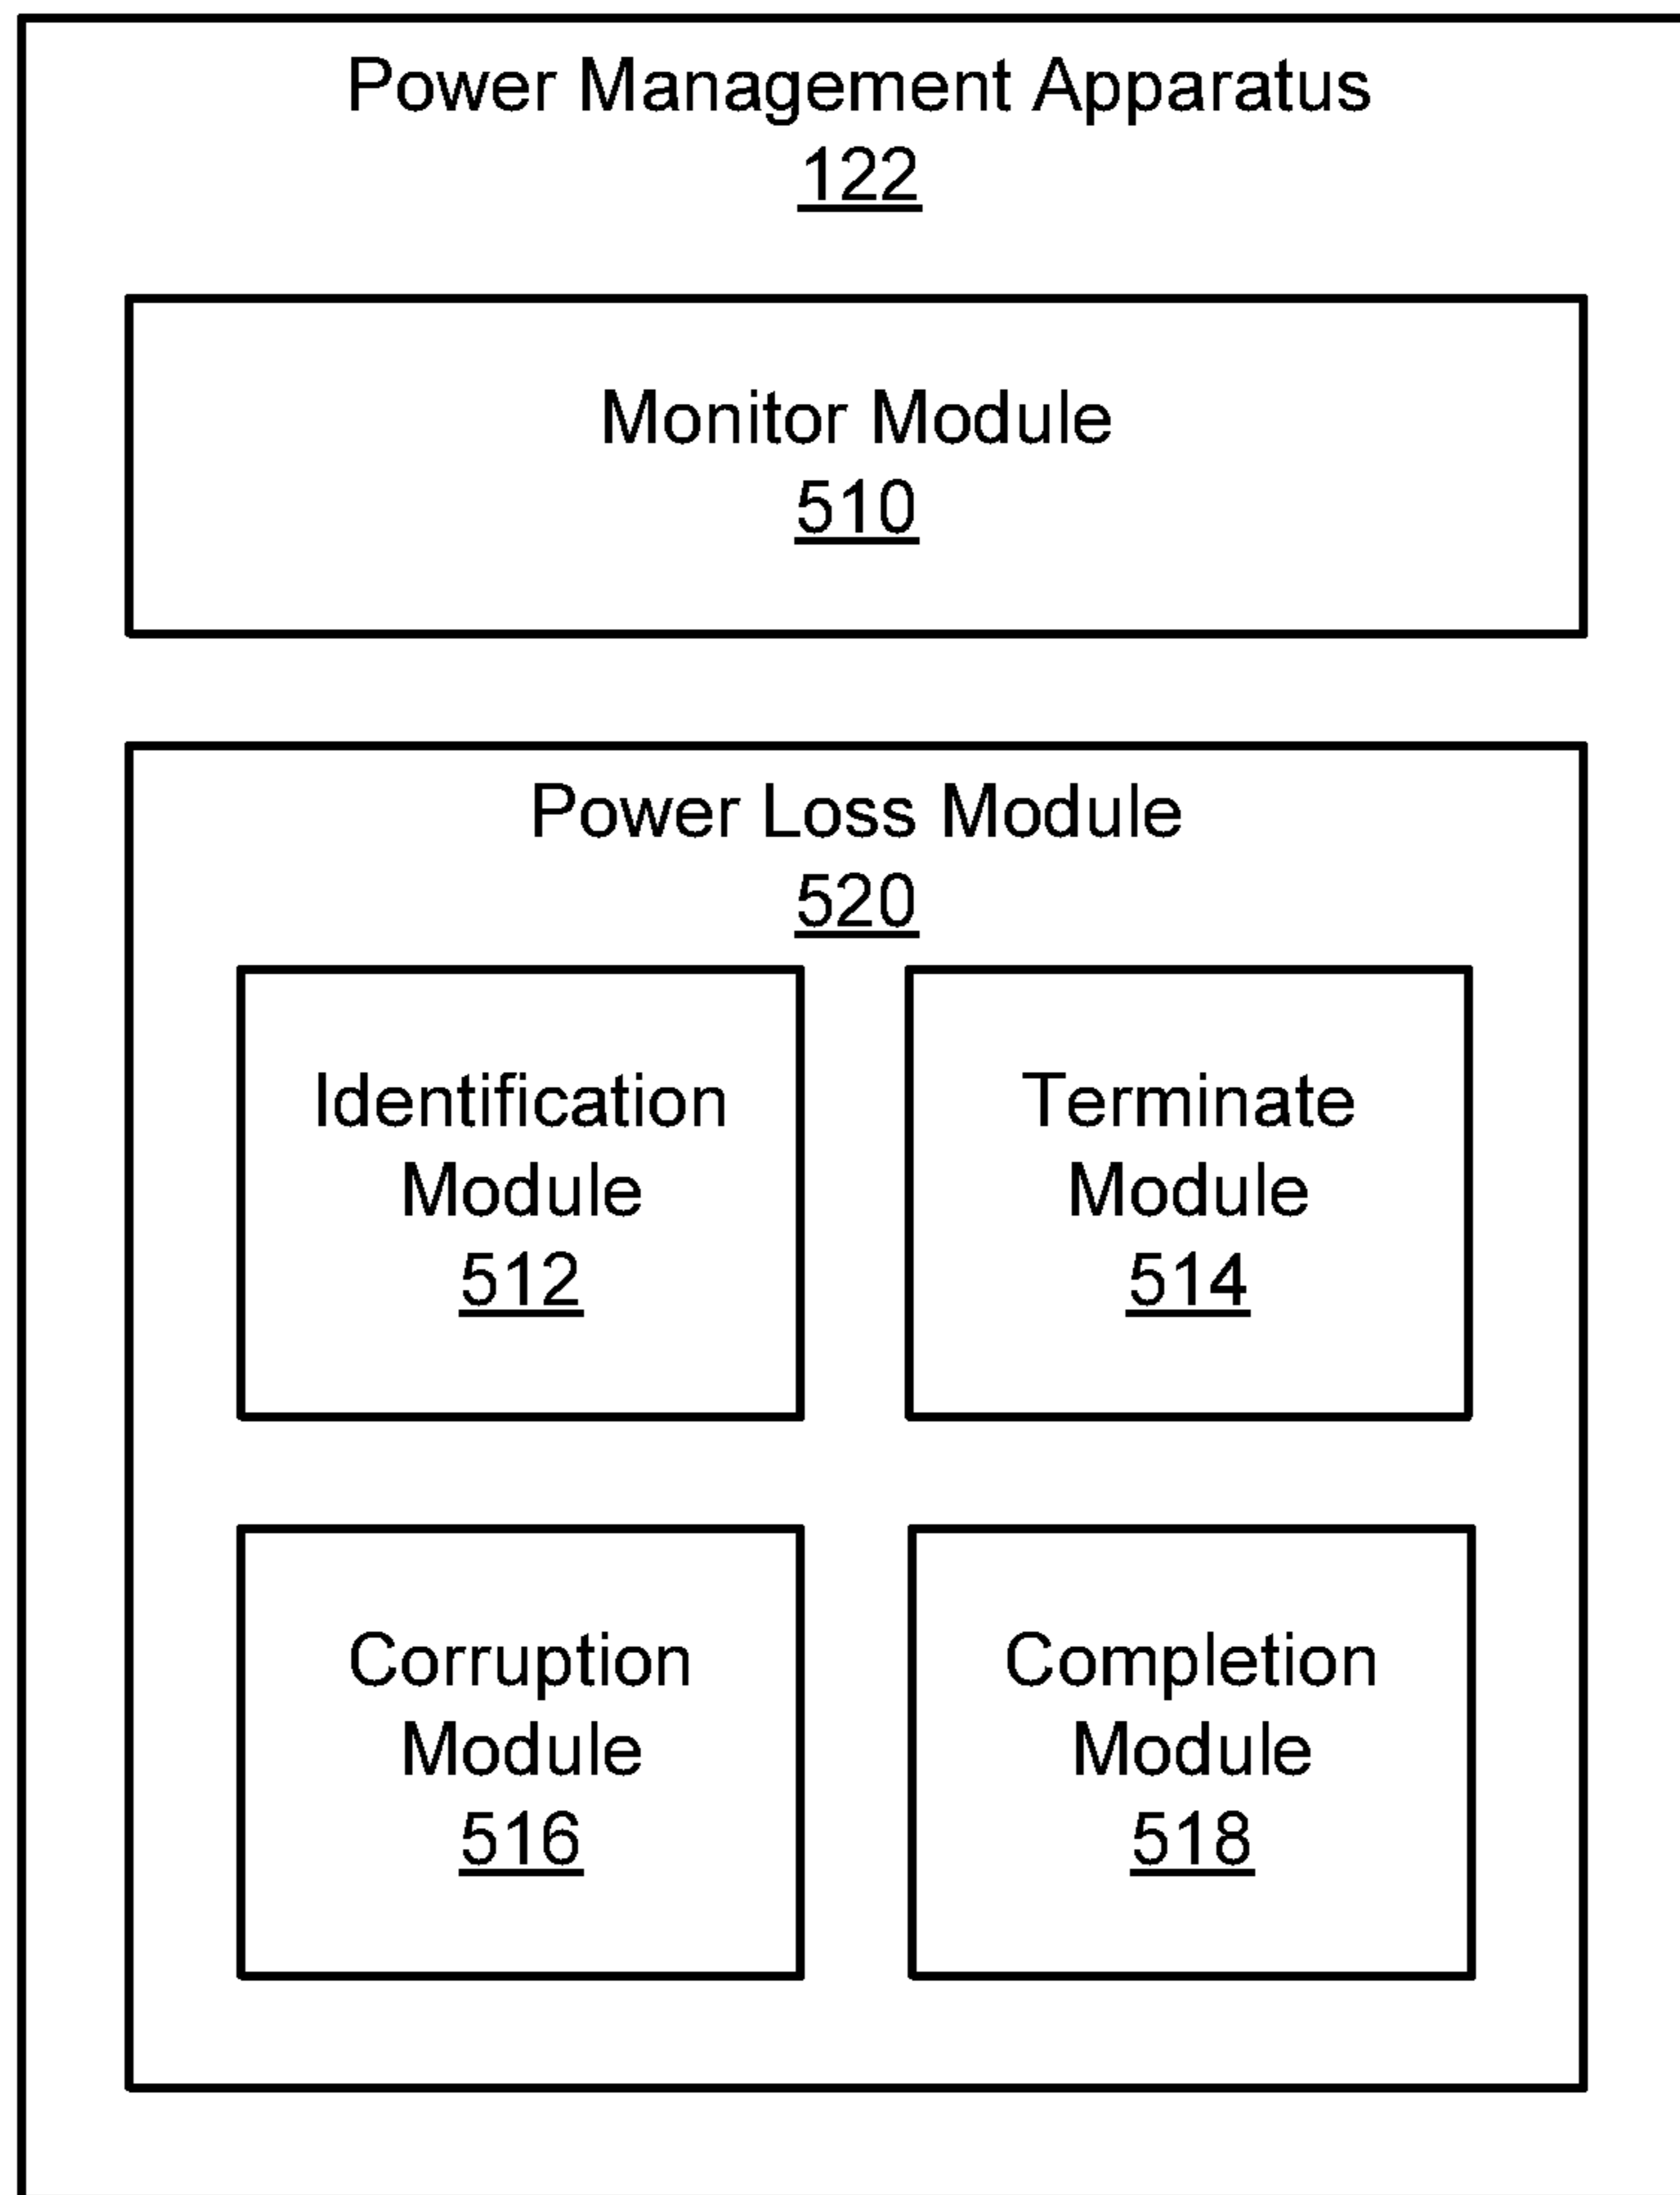 Power Management Apparatus
122
Monitor Module
510
Power Loss Module
520
Identification
Module
512
Terminate
Module
514
Corruption
Module
516
Completion
Module
518